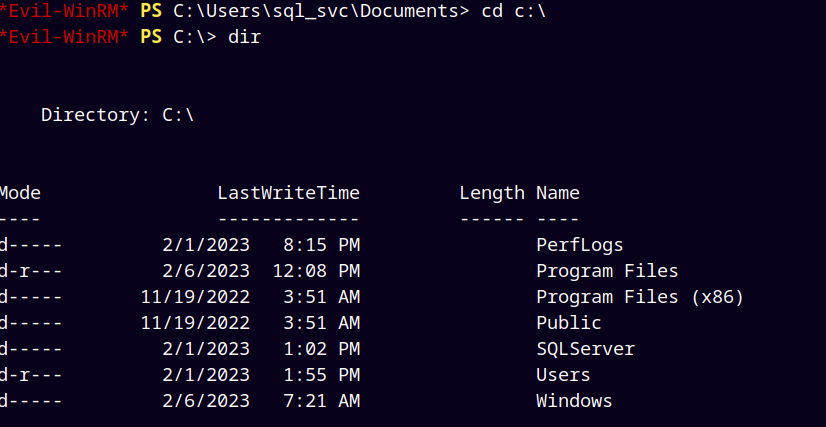 *Evil-WinRM* PS C:\Users\sql_svc\Documents> cd c:\
*Evil-WinRM* PS C:\> dir
Directory: C:\
Mode LastWriteTime Length Name
---- ------------- ------ ----
d----- 2/1/2023 8:15 PM PerfLogs
d-r--- 2/6/2023 12:08 PM Program Files
d----- 11/19/2022 3:51 AM Program Files (x86)
d----- 11/19/2022 3:51 AM Public
d----- 2/1/2023 1:02 PM SQLServer
d-r--- 2/1/2023 1:55 PM Users
d----- 2/6/2023 7:21 AM Windows